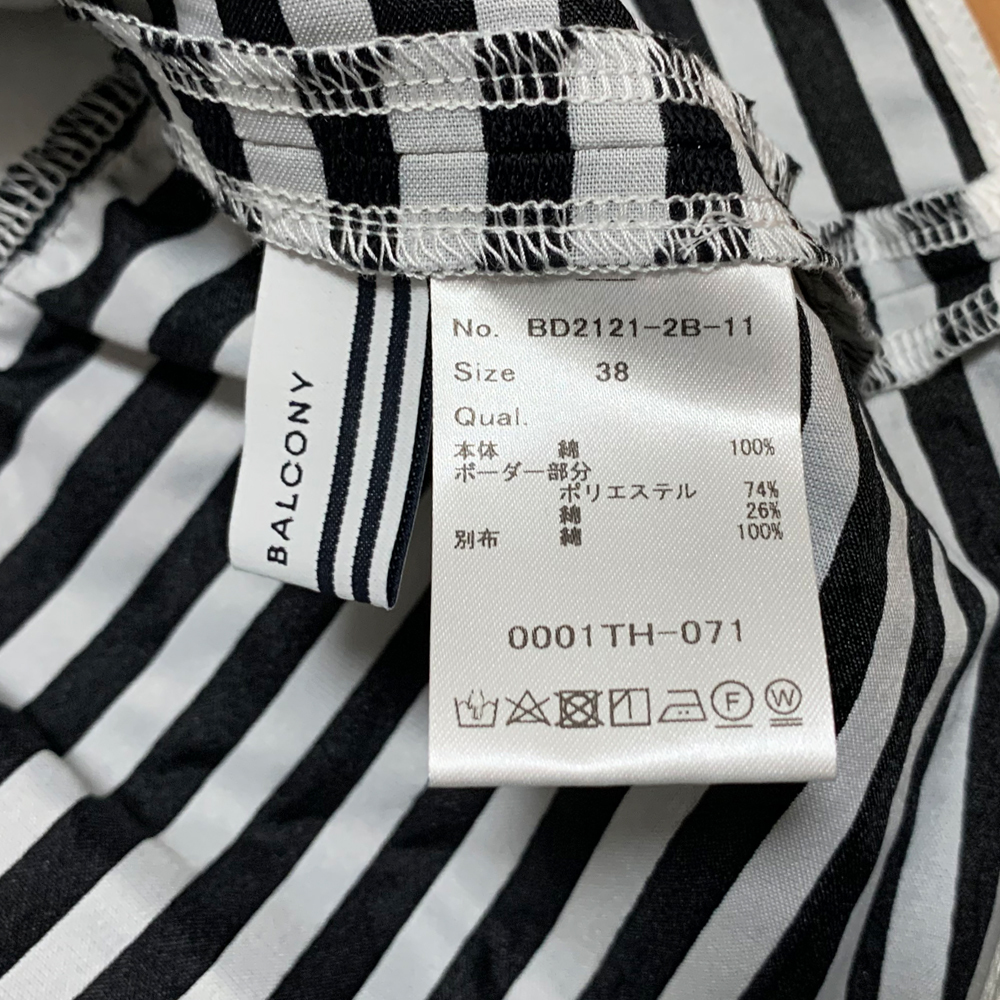 BALCONY
No. BD2121-2B-11
Size 38
Qual.
本体 綿 100%
ボーダー部分
ポリエステル 74%
綿 26%
別布 綿 100%
0001TH-071
F W